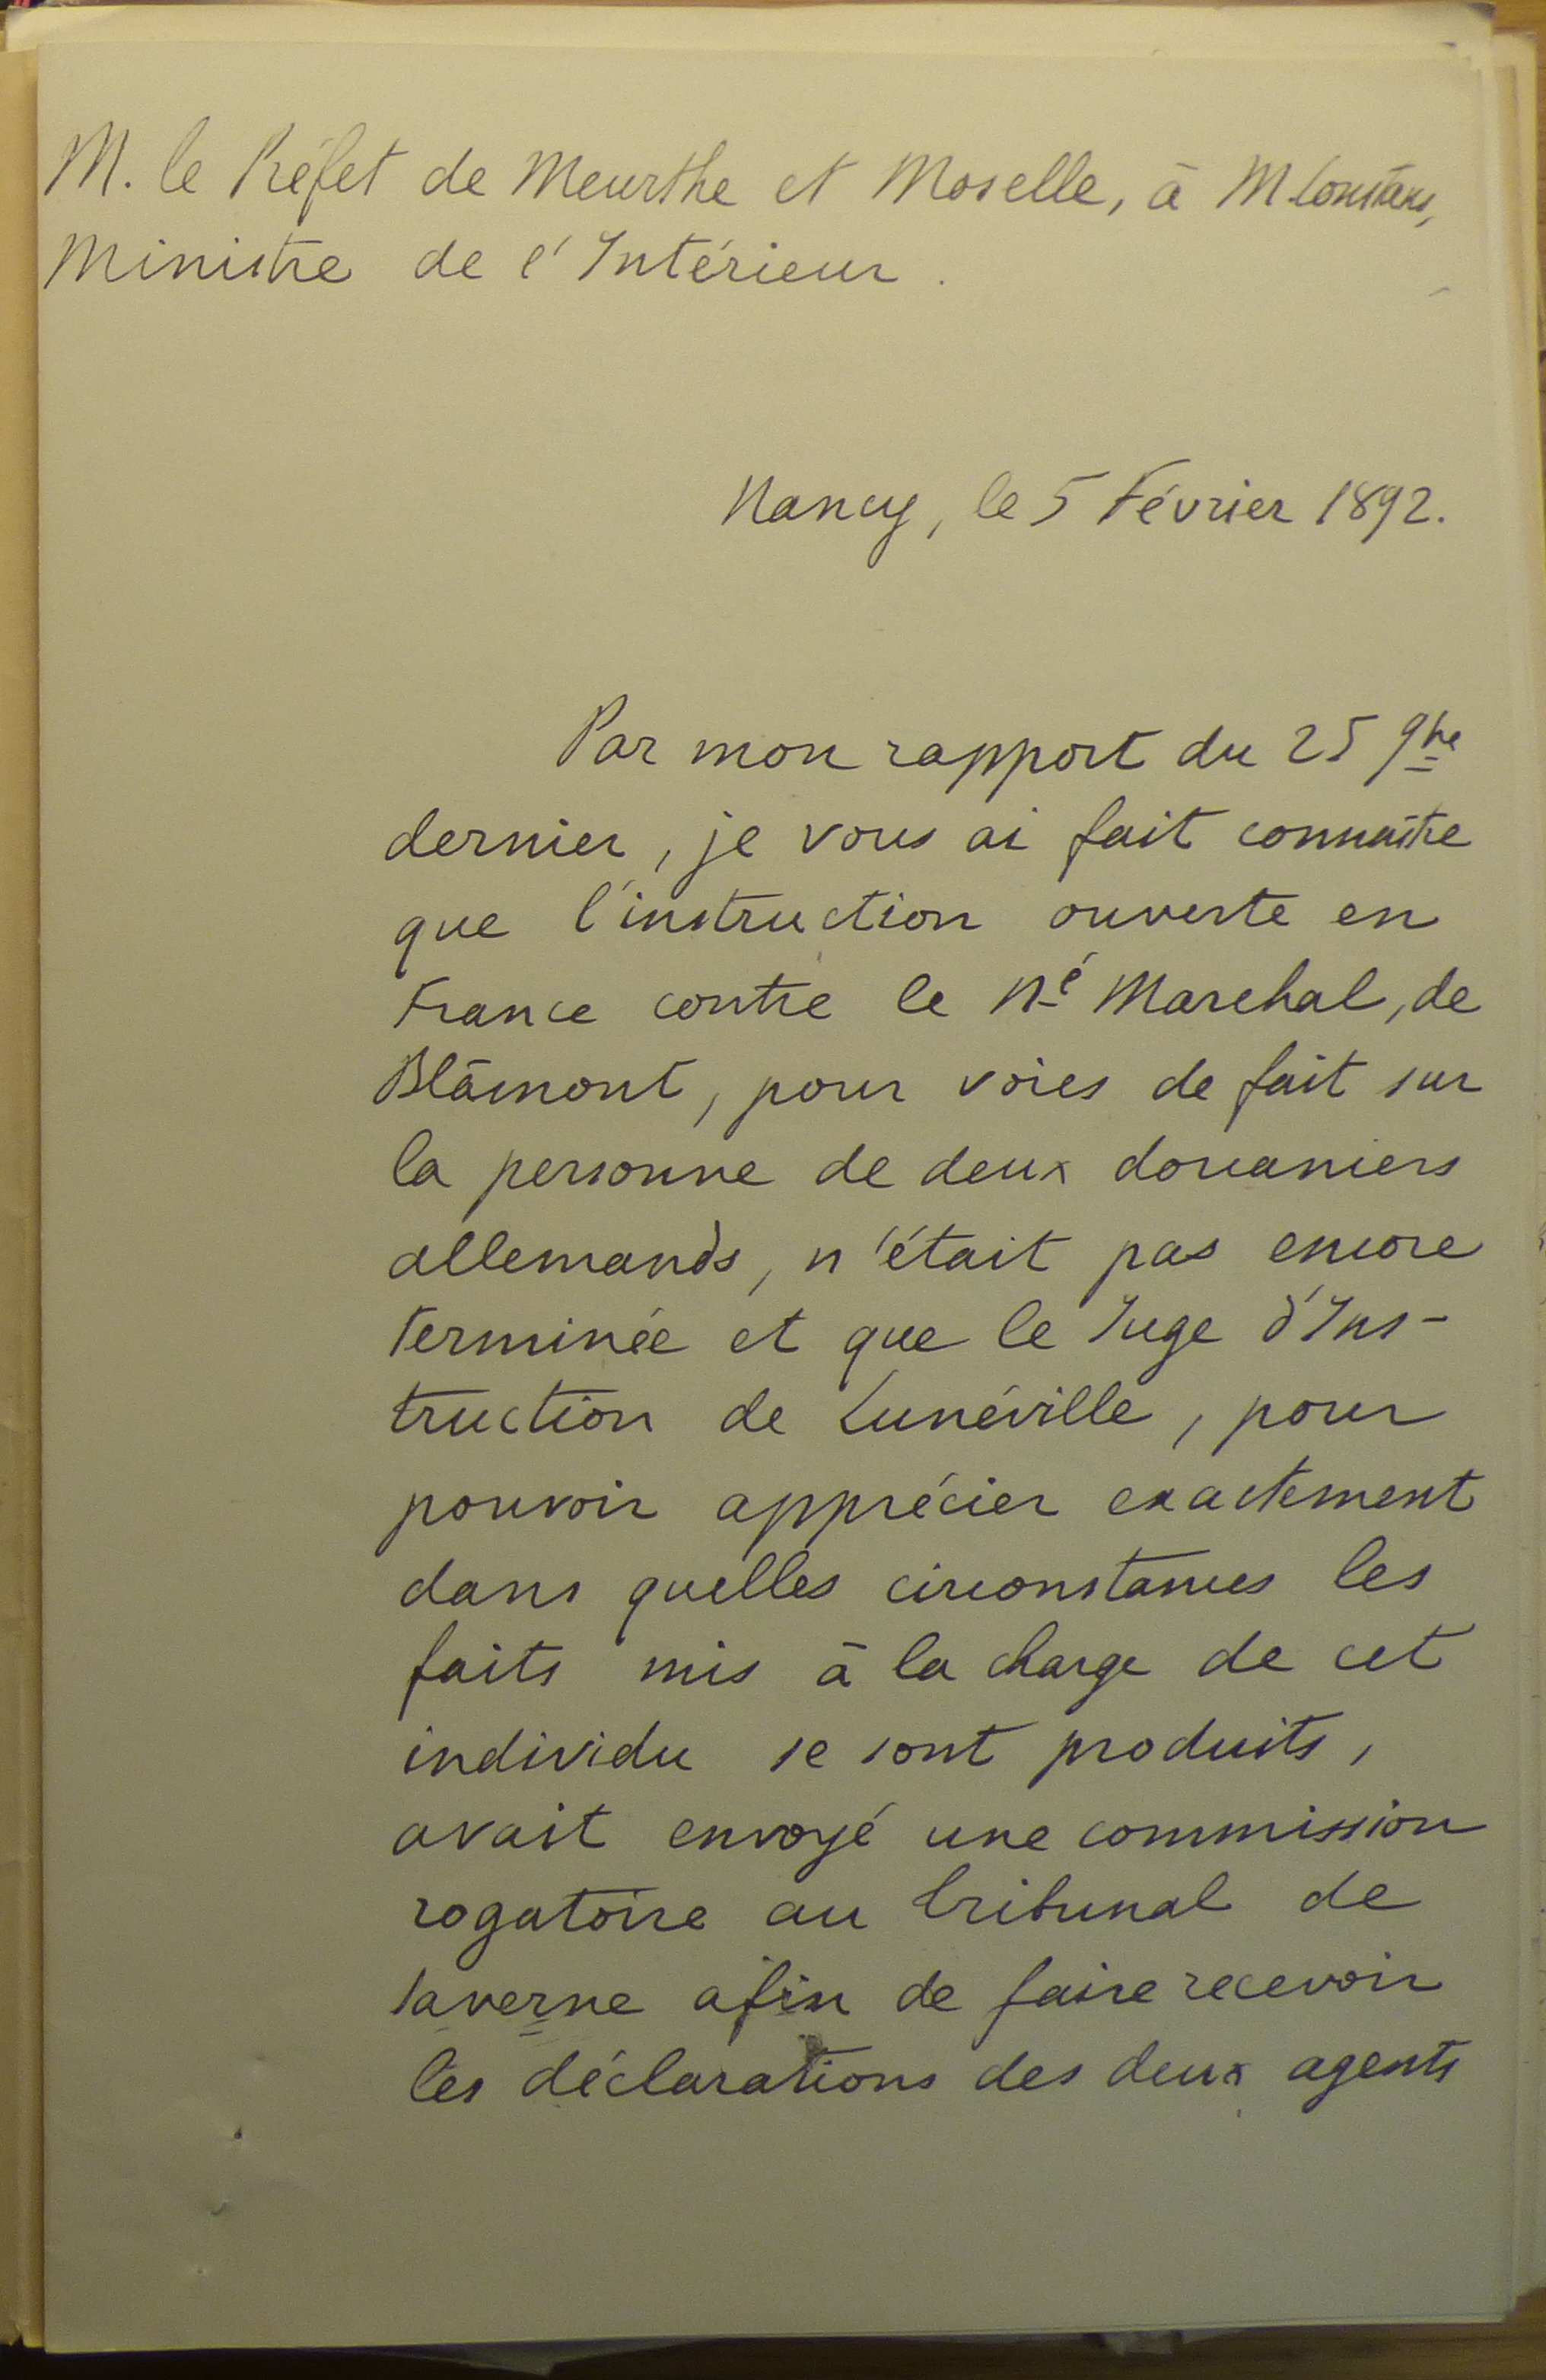 M. le Préfet de Meurthe et Moselle, à M. Constans,
Ministre de l'Intérieur.
Nancy, le 5 Février 1892.
Par mon rapport du 25 9bre
dernier, je vous ai fait connaître
que l'instruction ouverte en
France contre le Né Marchal, de
Blâmont, pour voies de fait sur
la personne de deux douaniers
allemands, n'était pas encore
terminée et que le Juge d'Ins-
truction de Lunéville, pour
pouvoir apprécier exactement
dans quelles circonstances les
faits mis à la charge de cet
individu se sont produits,
avait envoyé une commission
rogatoire au tribunal de
Saverne afin de faire recevoir
les déclarations des deux agents